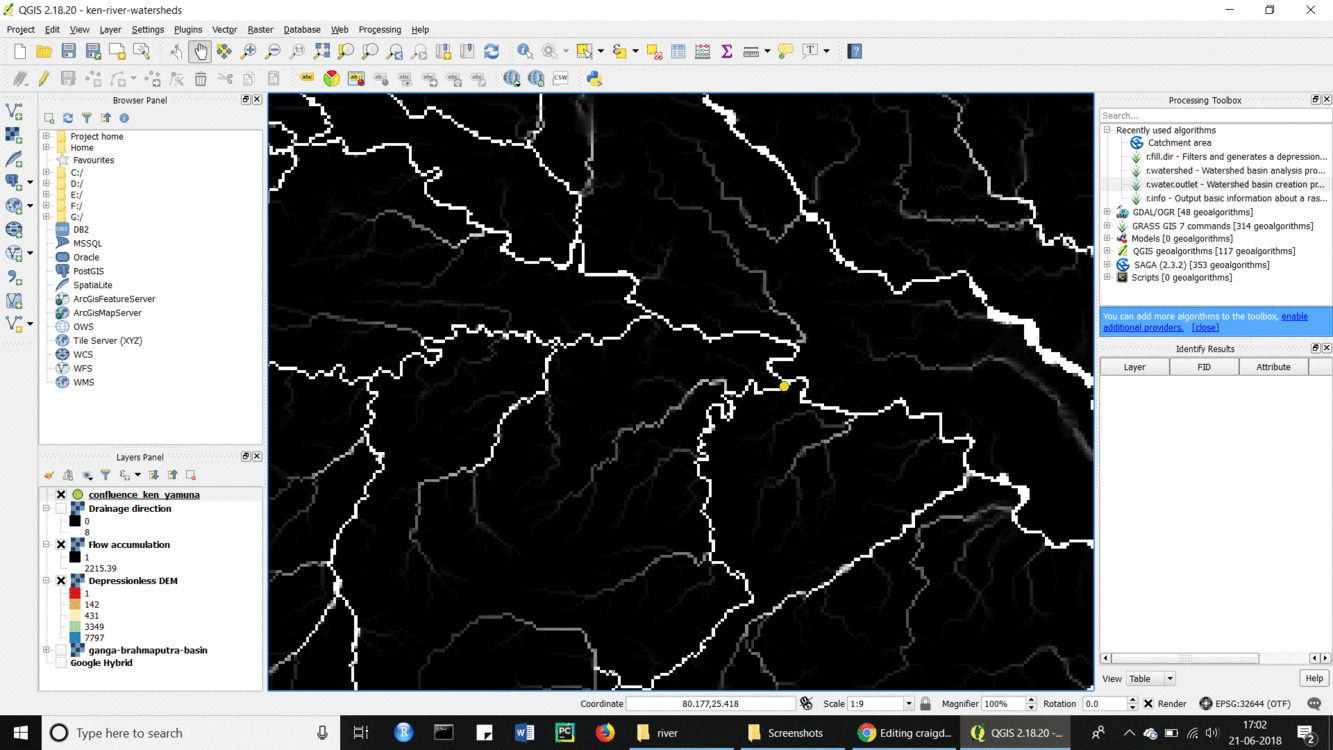 QGIS 2.18.20 - ken-river-watersheds
Project Edit View Layer Settings Plugins Vector Raster Database Web Processing Help
Browser Panel
Project home
Home
Favourites
C:/
D:/
E:/
F:/
G:/
DB2
MSSQL
Oracle
PostGIS
SpatiaLite
ArcGisFeatureServer
ArcGisMapServer
OWS
Tile Server (XYZ)
WCS
WFS
WMS
Layers Panel
confluence_ken_yamuna
Drainage direction
0
8
Flow accumulation
1
2215.39
Depressionless DEM
1
142
431
3349
7797
ganga-brahmaputra-basin
Google Hybrid
Processing Toolbox
Search...
Recently used algorithms
Catchment area
r.fill.dir - Filters and generates a depression...
r.watershed - Watershed basin analysis pro...
r.water.outlet - Watershed basin creation pr...
r.info - Output basic information about a ras...
GDAL/OGR [48 geoalgorithms]
GRASS GIS 7 commands [314 geoalgorithms]
Models [0 geoalgorithms]
QGIS geoalgorithms [117 geoalgorithms]
SAGA (2.3.2) [353 geoalgorithms]
Scripts [0 geoalgorithms]
You can add more algorithms to the toolbox, enable
additional providers. [close]
Identify Results
Layer FID Attribute
View Table Help
Coordinate 80.177,25.418 Scale 1:9 Magnifier 100% Rotation 0.0 Render EPSG:32644 (OTF)
Type here to search
river
Screenshots
Editing craigd...
QGIS 2.18.20 -...
17:02
21-06-2018